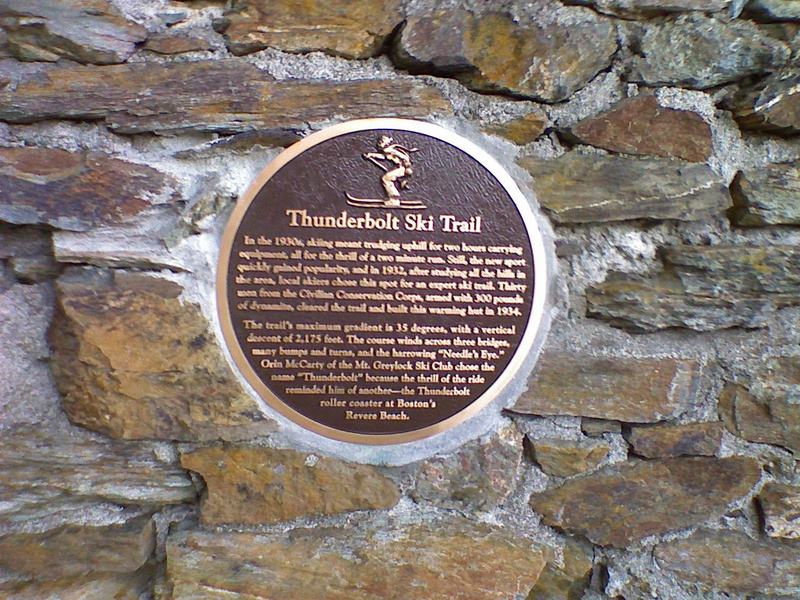 Thunderbolt Ski Trail
In the 1930s, skiing meant trudging uphill for two hours carrying
equipment, all for the thrill of a two minute run. Still, the new sport
quickly gained popularity, and in 1932, after studying all the hills in
the area, local skiers chose this spot for an expert ski trail. Thirty
men from the Civilian Conservation Corps, armed with 300 pounds
of dynamite, cleared the trail and built this warming hut in 1934.
The trail's maximum gradient is 35 degrees, with a vertical
descent of 2,175 feet. The course winds across three bridges,
many bumps and turns, and the harrowing "Needle's Eye."
Orin McCarty of the Mt. Greylock Ski Club chose the
name "Thunderbolt" because the thrill of the ride
reminded him of another—the Thunderbolt
roller coaster at Boston's
Revere Beach.